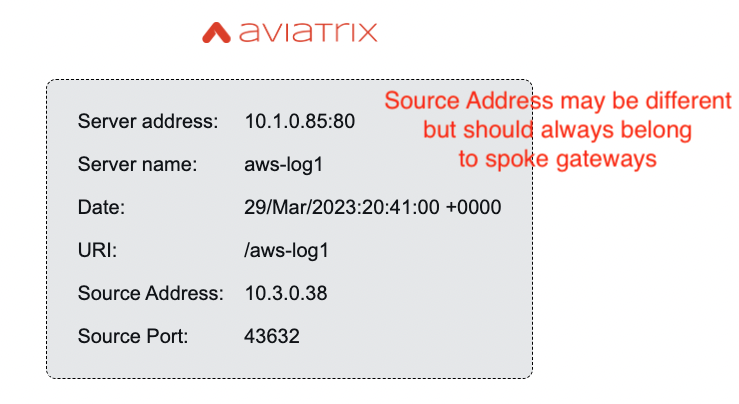 aviatrix
Source Address may be different
but should always belong
to spoke gateways
Server address: 10.1.0.85:80
Server name: aws-log1
Date: 29/Mar/2023:20:41:00 +0000
URI: /aws-log1
Source Address: 10.3.0.38
Source Port: 43632